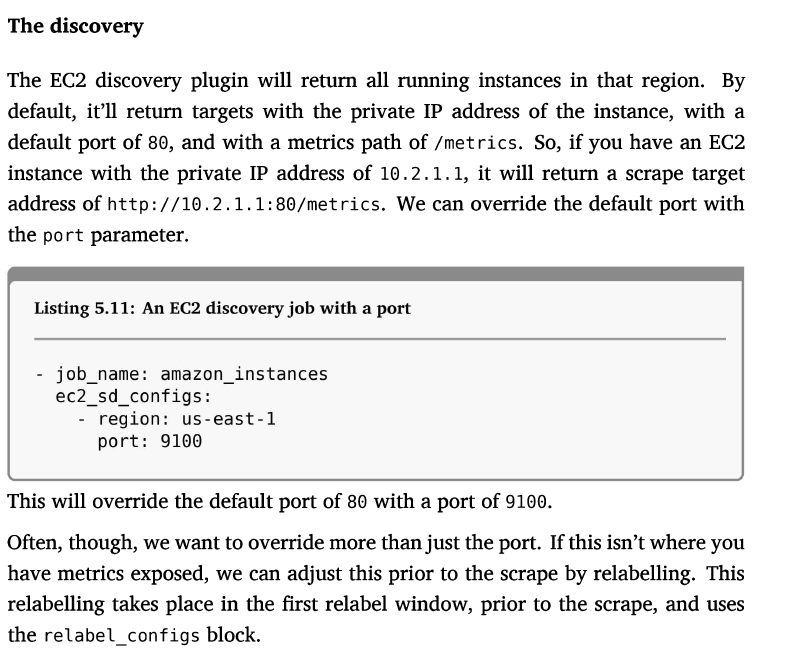 The discovery
The EC2 discovery plugin will return all running instances in that region. By
default, it’ll return targets with the private IP address of the instance, with a
default port of 80, and with a metrics path of /metrics. So, if you have an EC2
instance with the private IP address of 10.2.1.1, it will return a scrape target
address of http://10.2.1.1:80/metrics. We can override the default port with
the port parameter.
Listing 5.11: An EC2 discovery job with a port
- job_name: amazon_instances
  ec2_sd_configs:
    - region: us-east-1
      port: 9100
This will override the default port of 80 with a port of 9100.
Often, though, we want to override more than just the port. If this isn’t where you
have metrics exposed, we can adjust this prior to the scrape by relabelling. This
relabelling takes place in the first relabel window, prior to the scrape, and uses
the relabel_configs block.